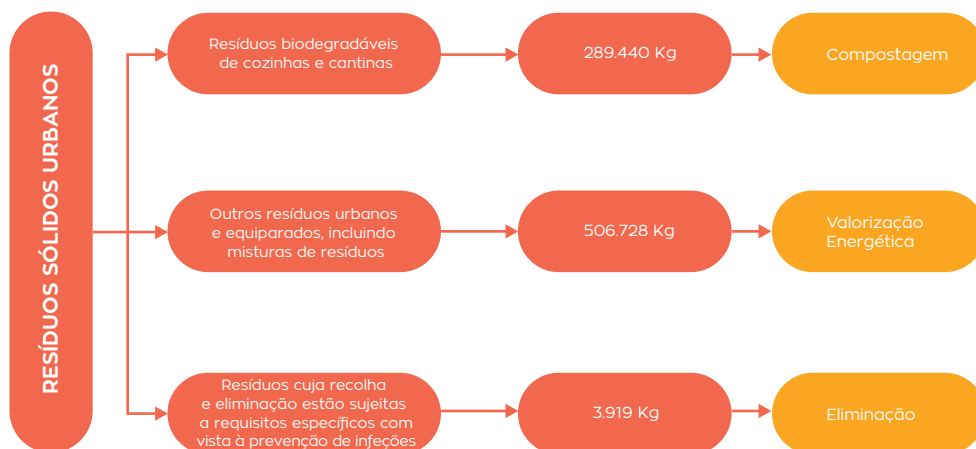 RESÍDUOS SÓLIDOS URBANOS
Resíduos biodegradáveis
de cozinhas e cantinas
289.440 Kg
Compostagem
Outros resíduos urbanos
e equiparados, incluindo
misturas de resíduos
506.728 Kg
Valorização
Energética
Resíduos cuja recolha
e eliminação estão sujeitas
a requisitos específicos com
vista à prevenção de infeções
3.919 Kg
Eliminação